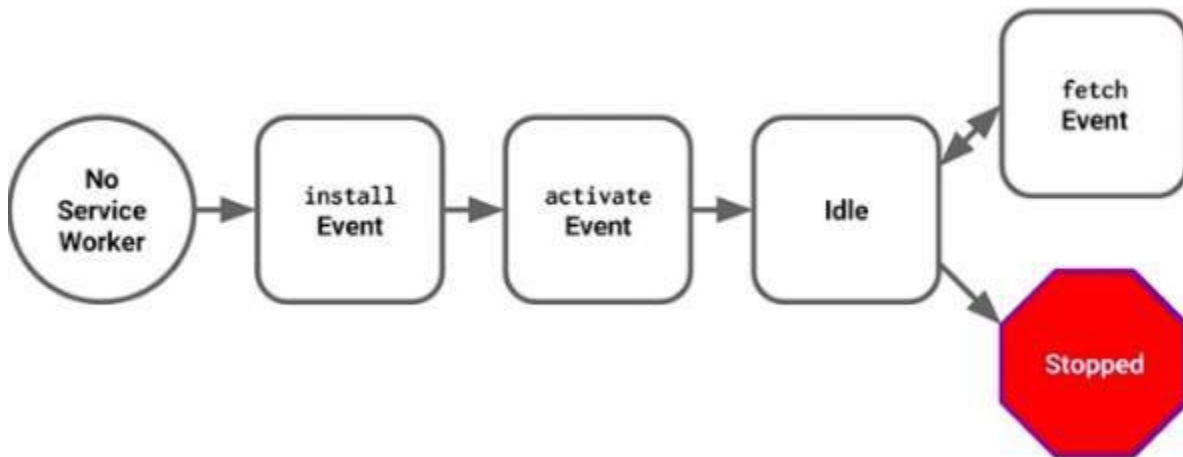 No
Service
Worker
install
Event
activate
Event
Idle
fetch
Event
Stopped